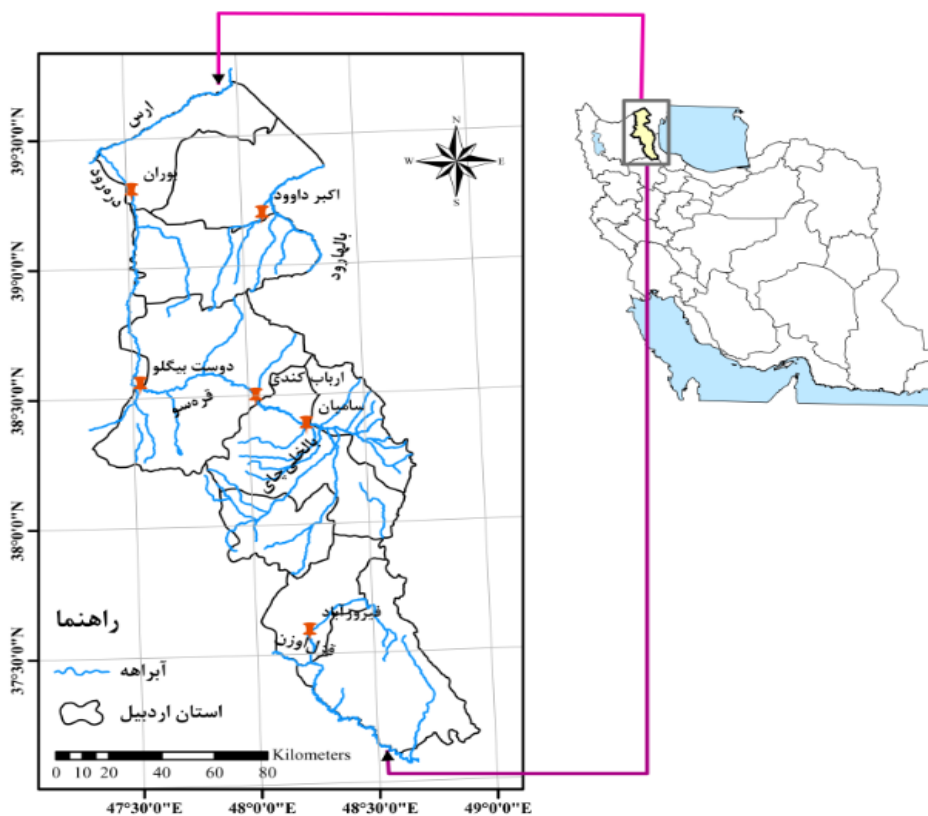 N
W
E
S
39°30'0"N
39°0'0"N
38°30'0"N
38°0'0"N
37°30'0"N
ارس
بوران
دره‌رود
اکبر داوود
بالهارود
دوست بیگلو
ارباب کندی
قره‌سو
سامیان
بالخلی چای
فیروزآباد
قزل اوزن
راهنما
آبراهه
استان اردبیل
Kilometers
0 10 20 40 60 80
47°30'0"E
48°0'0"E
48°30'0"E
49°0'0"E